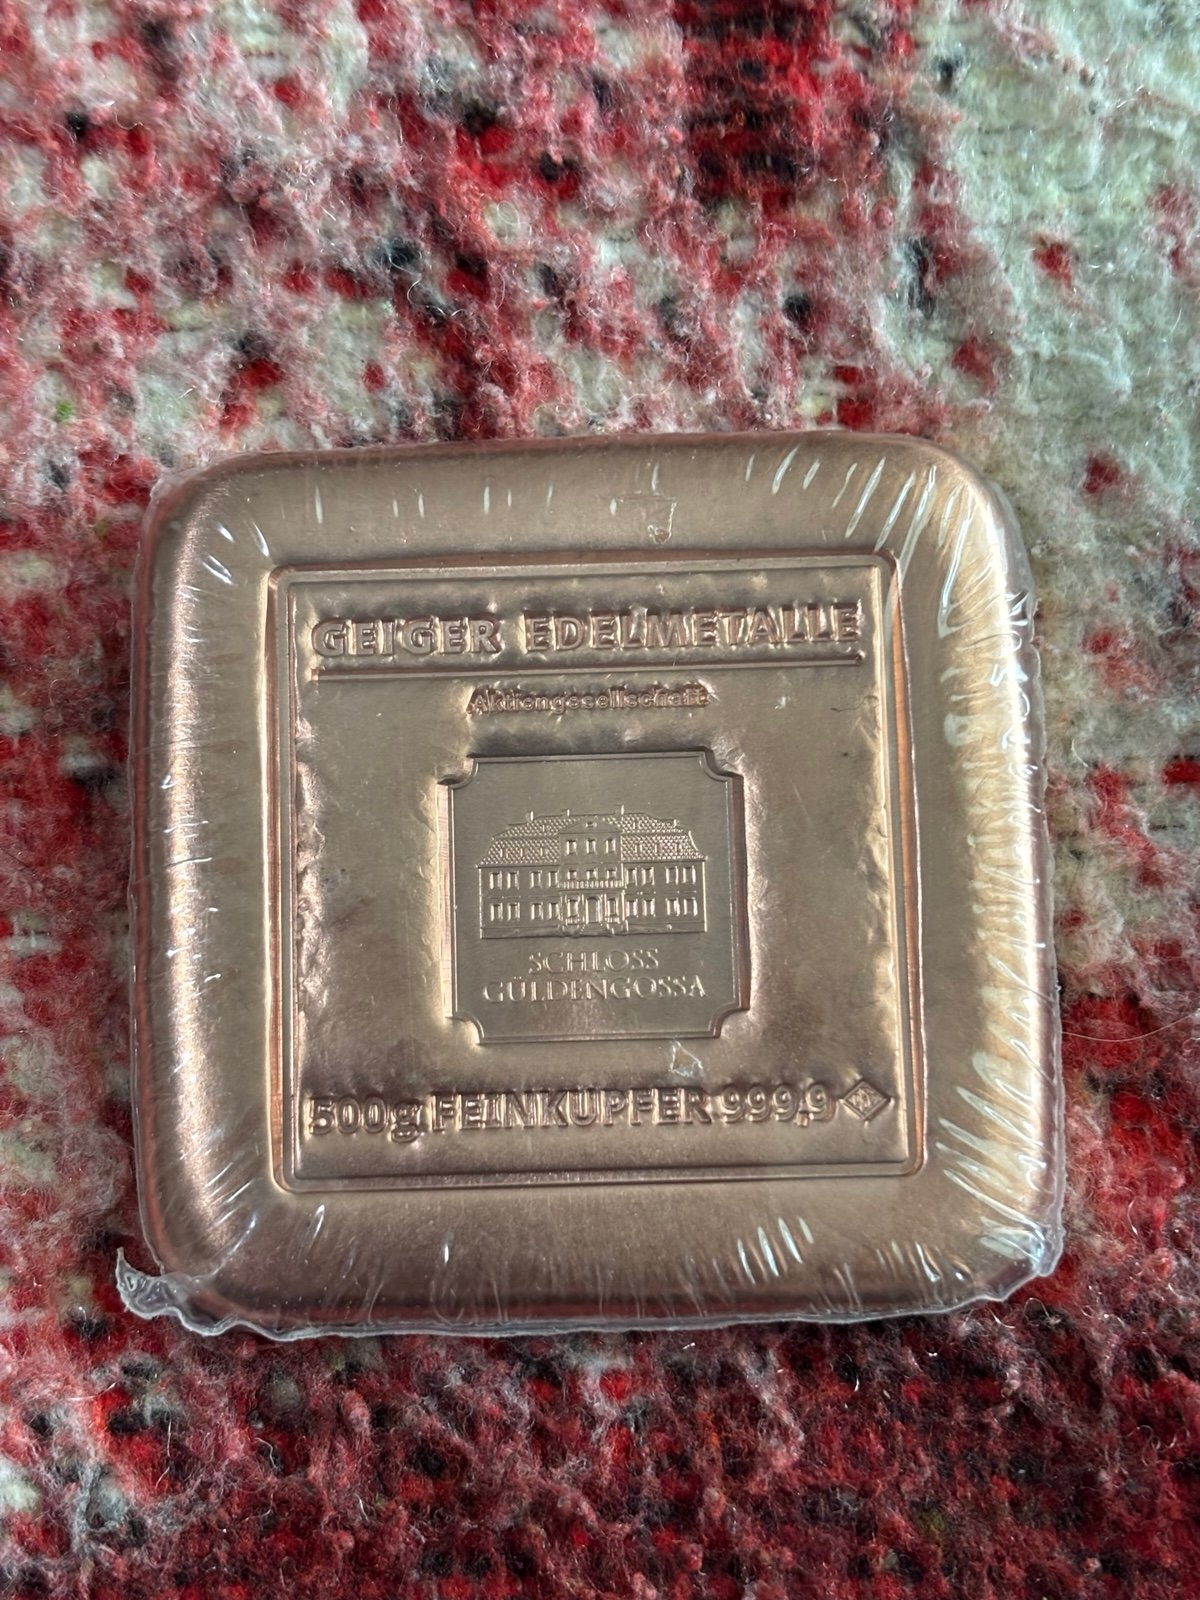 GEIGER EDELMETALLE
Aktiengesellschaft
SCHLOSS
GÜLDENGOSSA
500g FEINKUPFER 999,9